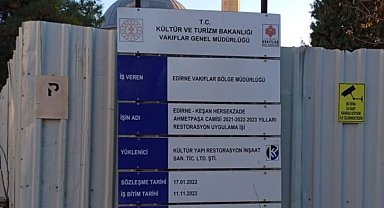 T.C.
KÜLTÜR VE TURİZM BAKANLIĞI
VAKIFLAR GENEL MÜDÜRLÜĞÜ
VAKIFLAR
İŞ VEREN
EDİRNE VAKIFLAR BÖLGE MÜDÜRLÜĞÜ
İŞİN ADI
EDİRNE - KEŞAN HERSEKZADE
AHMETPAŞA CAMİSİ 2021-2022-2023 YILLARI
RESTORASYON UYGULAMA İŞİ
YÜKLENİCİ
KÜLTÜR YAPI RESTORASYON İNŞAAT
SAN. TİC. LTD. ŞTİ.
SÖZLEŞME TARİHİ
17.01.2022
İŞ BİTİM TARİHİ
11.11.2023
P